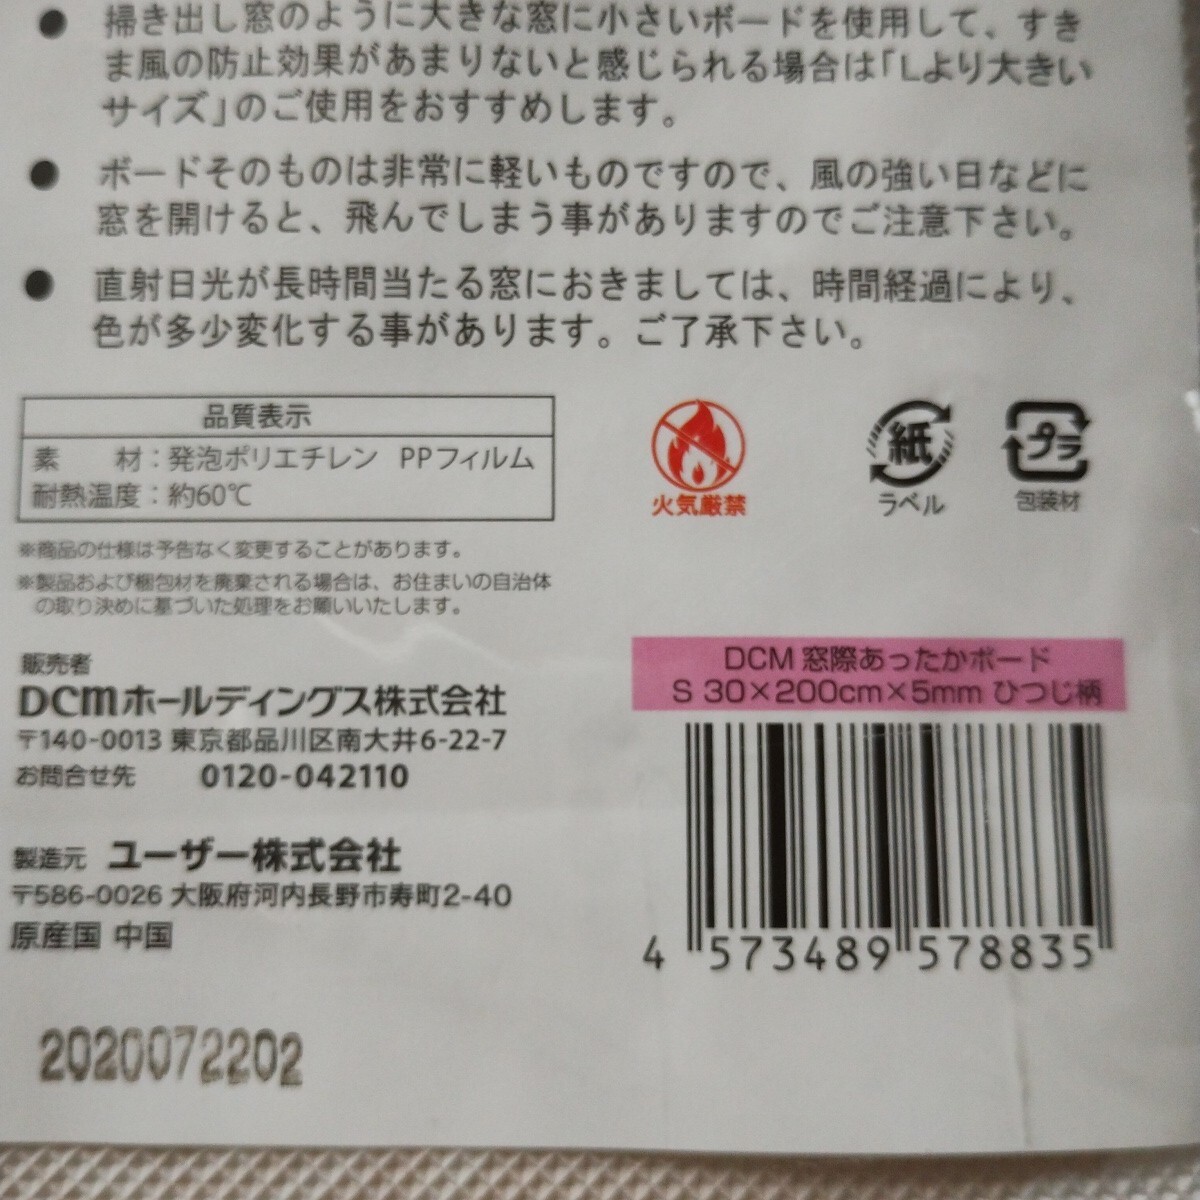 ● 掃き出し窓のように大きな窓に小さいボードを使用して、すき
ま風の防止効果があまりないと感じられる場合は「Lより大きい
サイズ」のご使用をおすすめします。
● ボードそのものは非常に軽いものですので、風の強い日などに
窓を開けると、飛んでしまう事がありますのでご注意下さい。
● 直射日光が長時間当たる窓におきましては、時間経過により、
色が多少変化する事があります。ご了承下さい。
品質表示
素　材：発泡ポリエチレン PPフィルム
耐熱温度：約60℃
火気厳禁
紙
ラベル
プラ
包装材
※商品の仕様は予告なく変更することがあります。
※製品および梱包材を廃棄される場合は、お住まいの自治体
の取り決めに基づいた処理をお願いいたします。
販売者
DCMホールディングス株式会社
〒140-0013 東京都品川区南大井6-22-7
お問合せ先 0120-042110
製造元 ユーザー株式会社
〒586-0026 大阪府河内長野市寿町2-40
原産国 中国
DCM 窓際あったかボード
S 30×200cm×5mm ひつじ柄
4 573489 578835
2020072202